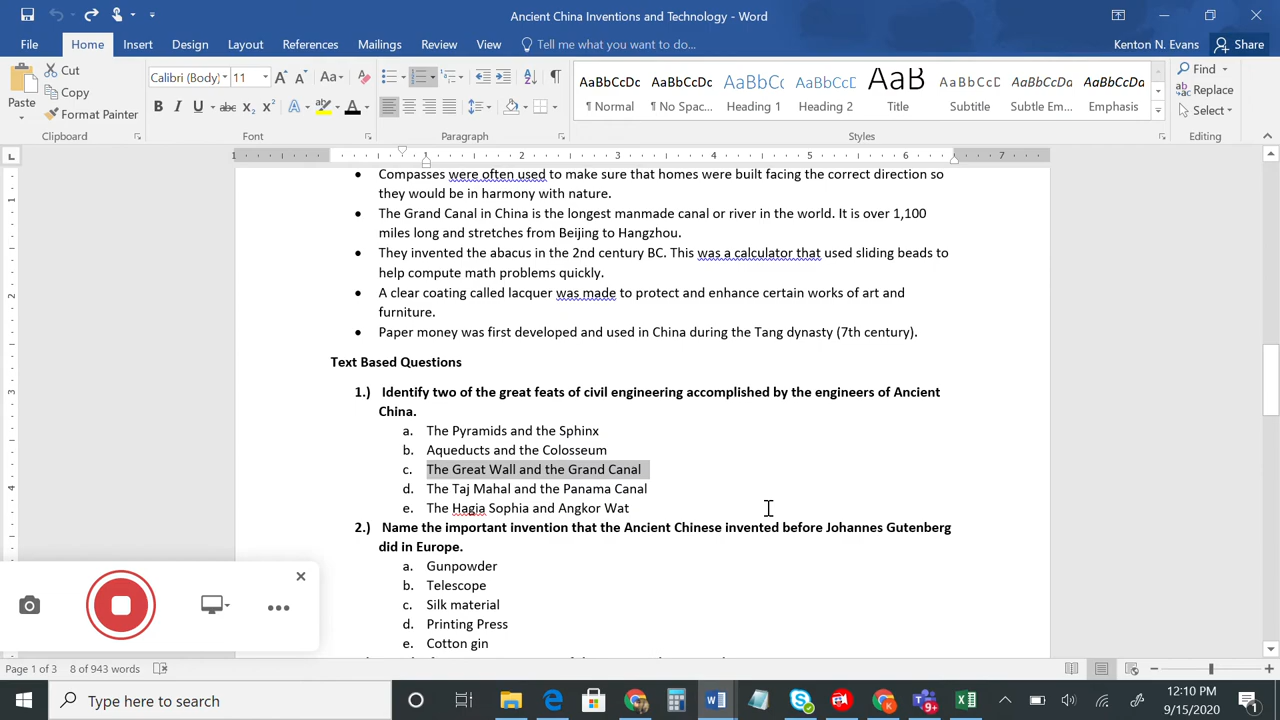 Ancient China Inventions and Technology - Word
File Home Insert Design Layout References Mailings Review View Tell me what you want to do... Kenton N. Evans Share
Paste Cut Copy Format Painter
Clipboard
Calibri (Body) 11
Font
Paragraph
AaBbCcDc AaBbCcDc AaBbCc AaBbCcD AaB AaBbCcD AaBbCcDc AaBbCcDc
¶ Normal ¶ No Spac... Heading 1 Heading 2 Title Subtitle Subtle Em... Emphasis
Styles
Find Replace Select
Editing
1 1 2 3 4 5 6 7
• Compasses were often used to make sure that homes were built facing the correct direction so
they would be in harmony with nature.
• The Grand Canal in China is the longest manmade canal or river in the world. It is over 1,100
miles long and stretches from Beijing to Hangzhou.
• They invented the abacus in the 2nd century BC. This was a calculator that used sliding beads to
help compute math problems quickly.
• A clear coating called lacquer was made to protect and enhance certain works of art and
furniture.
• Paper money was first developed and used in China during the Tang dynasty (7th century).
Text Based Questions
1.) Identify two of the great feats of civil engineering accomplished by the engineers of Ancient
China.
a. The Pyramids and the Sphinx
b. Aqueducts and the Colosseum
c. The Great Wall and the Grand Canal
d. The Taj Mahal and the Panama Canal
e. The Hagia Sophia and Angkor Wat
2.) Name the important invention that the Ancient Chinese invented before Johannes Gutenberg
did in Europe.
a. Gunpowder
b. Telescope
c. Silk material
d. Printing Press
e. Cotton gin
Page 1 of 3 8 of 943 words
Type here to search
12:10 PM
9/15/2020